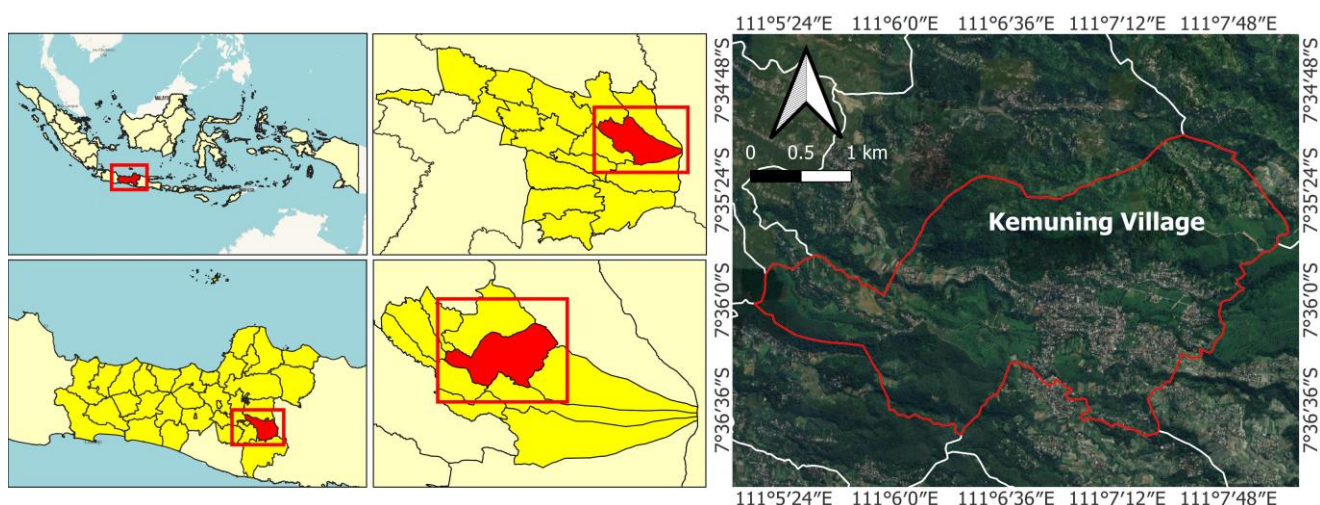 111°5′24″E 111°6′0″E 111°6′36″E 111°7′12″E 111°7′48″E
7°34′48″S
7°35′24″S
7°36′0″S
7°36′36″S
0 0.5 1 km
Kemuning Village
7°34′48″S
7°35′24″S
7°36′0″S
7°36′36″S
111°5′24″E 111°6′0″E 111°6′36″E 111°7′12″E 111°7′48″E